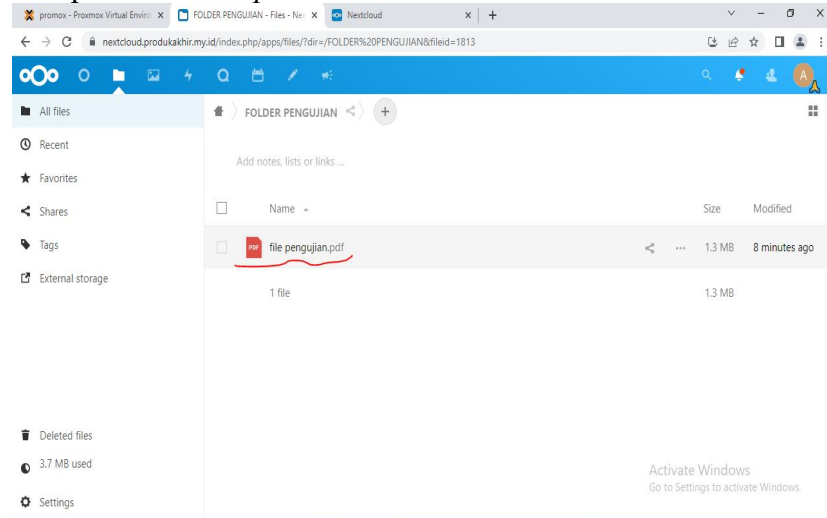 promox - Proxmox Virtual Enviro
FOLDER PENGUJIAN - Files - Ne
Nextcloud
nextcloud.produkakhir.my.id/index.php/apps/files/?dir=/FOLDER%20PENGUJIAN&fileid=1813
A
All files
FOLDER PENGUJIAN
Recent
Add notes, lists or links ...
Favorites
Shares
Name
Size
Modified
Tags
PDF
file pengujian.pdf
1.3 MB
8 minutes ago
External storage
1 file
1.3 MB
Deleted files
3.7 MB used
Settings
Activate Windows
Go to Settings to activate Windows.